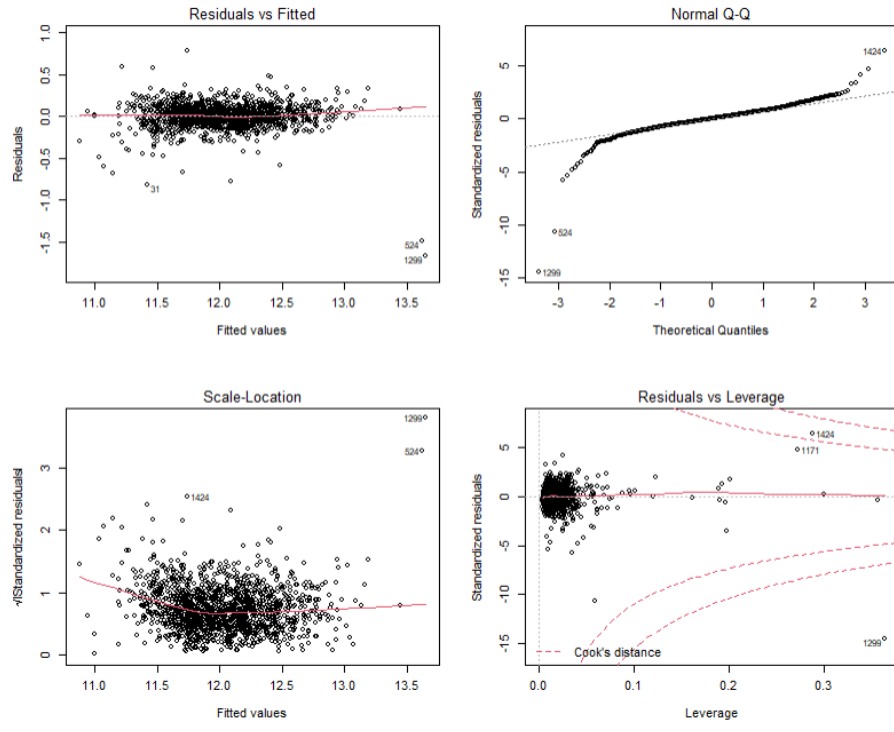 Residuals vs Fitted
Residuals
1.0
0.5
0.0
-0.5
-1.0
-1.5
31
524
1299
11.0 11.5 12.0 12.5 13.0 13.5
Fitted values
Normal Q-Q
Standardized residuals
5
0
-5
-10
-15
1424
524
1299
-3 -2 -1 0 1 2 3
Theoretical Quantiles
Scale-Location
√|Standardized residuals|
3
2
1
0
1299
524
1424
11.0 11.5 12.0 12.5 13.0 13.5
Fitted values
Residuals vs Leverage
Standardized residuals
5
0
-5
-10
-15
1424
1171
1299
Cook's distance
0.0 0.1 0.2 0.3
Leverage